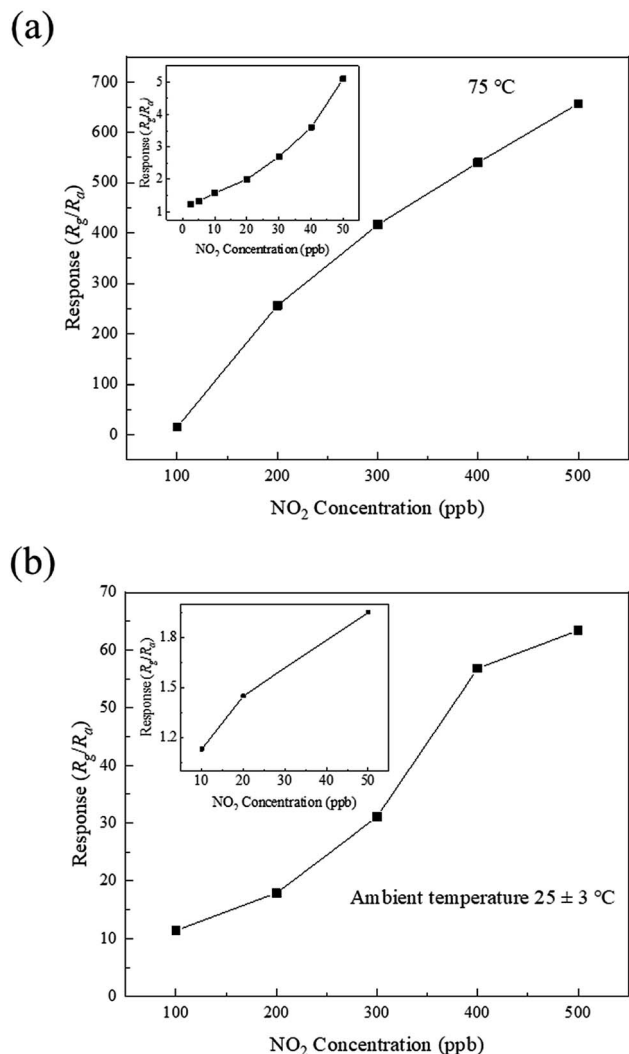 (a)
75 °C
Response (Rg/Ra)
700
600
500
400
300
200
100
0
100 200 300 400 500
NO2 Concentration (ppb)
Response (Rg/Ra)
5
4
3
2
1
0 10 20 30 40 50
NO2 Concentration (ppb)
(b)
Response (Rg/Ra)
70
60
50
40
30
20
10
0
100 200 300 400 500
NO2 Concentration (ppb)
Response (Rg/Ra)
1.8
1.5
1.2
10 20 30 40 50
NO2 Concentration (ppb)
Ambient temperature 25 ± 3 °C